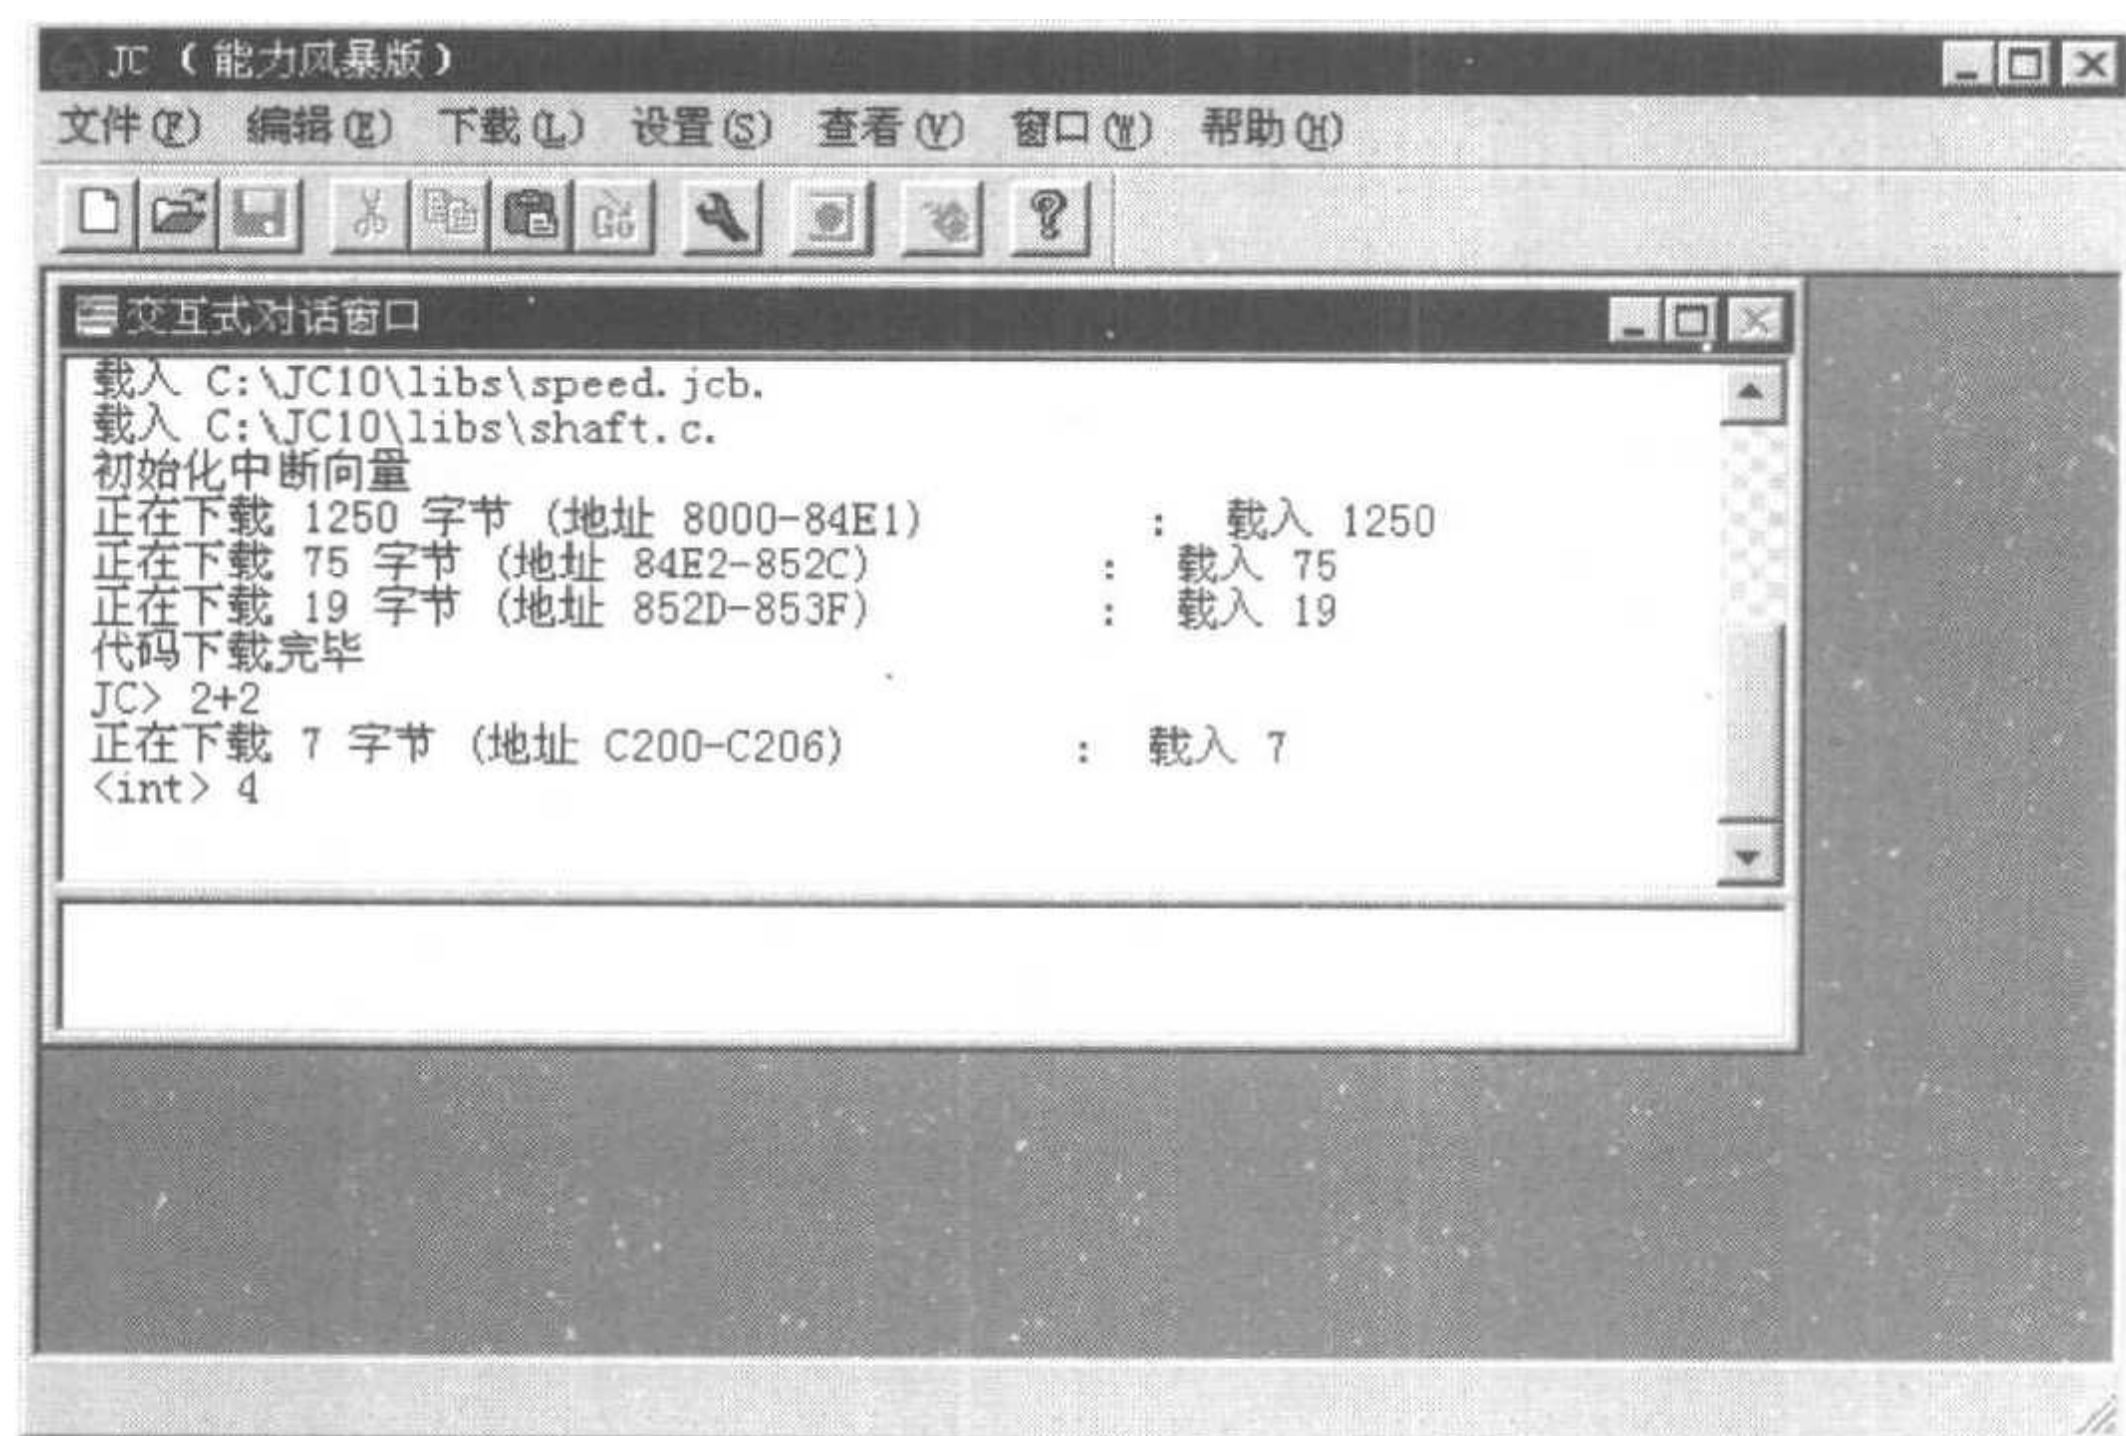 JC （能力风暴版）
文件(F) 编辑(E) 下载(L) 设置(S) 查看(V) 窗口(W) 帮助(H)
Go ?
交互式对话窗口
载入 C:\JC10\libs\speed.jcb.
载入 C:\JC10\libs\shaft.c.
初始化中断向量
正在下载 1250 字节 (地址 8000-84E1) : 载入 1250
正在下载 75 字节 (地址 84E2-852C) : 载入 75
正在下载 19 字节 (地址 852D-853F) : 载入 19
代码下载完毕
JC> 2+2
正在下载 7 字节 (地址 C200-C206) : 载入 7
<int> 4